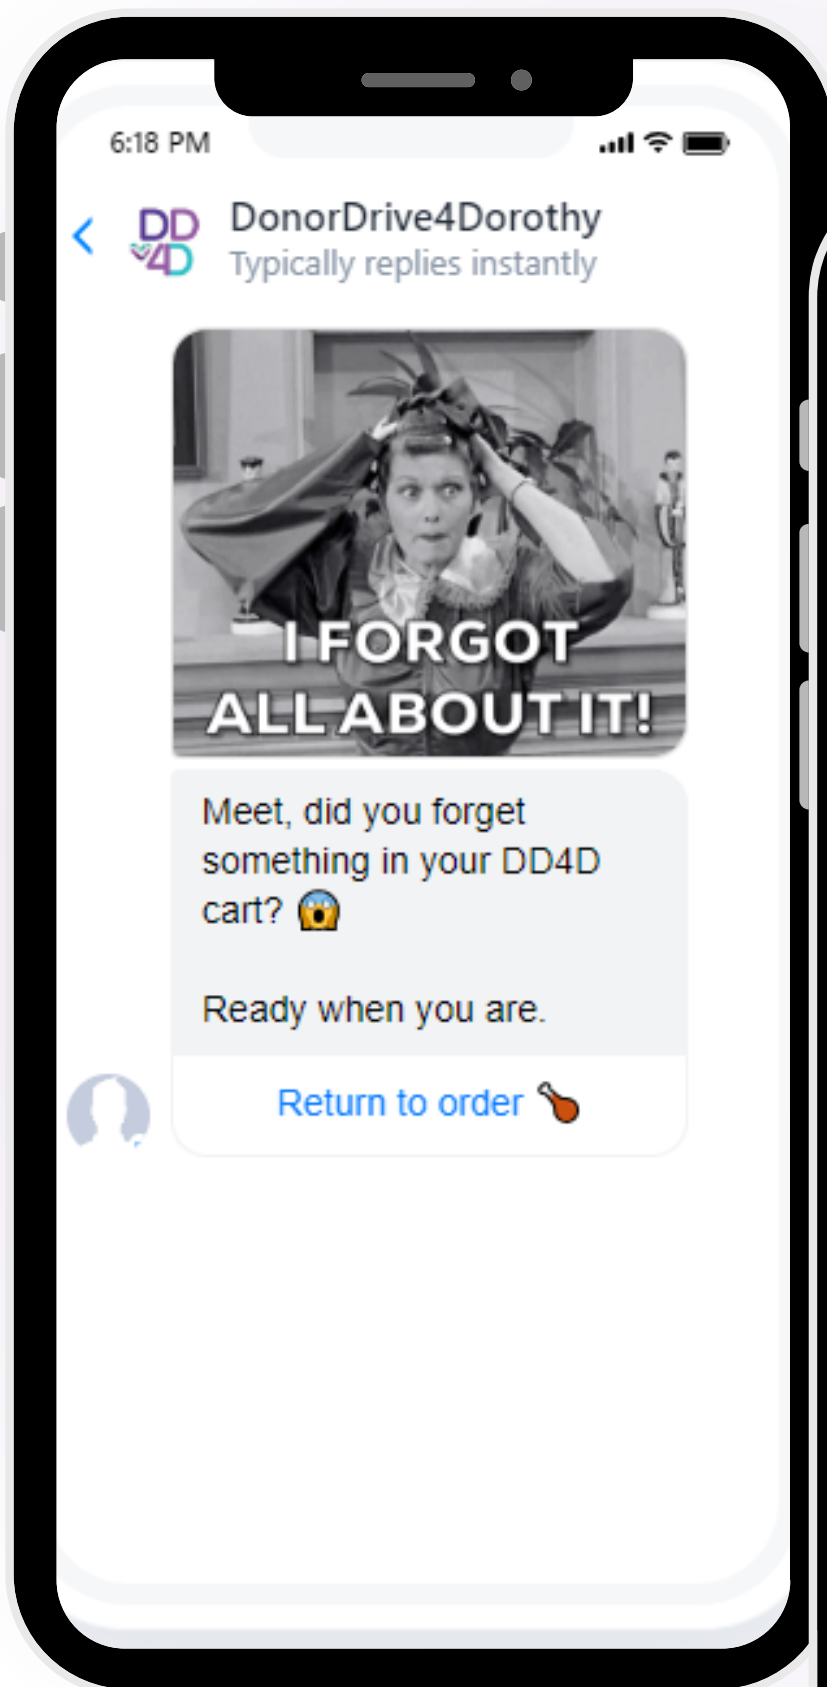 6:18 PM
DD
4D
DonorDrive4Dorothy
Typically replies instantly
I FORGOT
ALL ABOUT IT!
Meet, did you forget
something in your DD4D
cart? 😱
Ready when you are.
Return to order 🍗